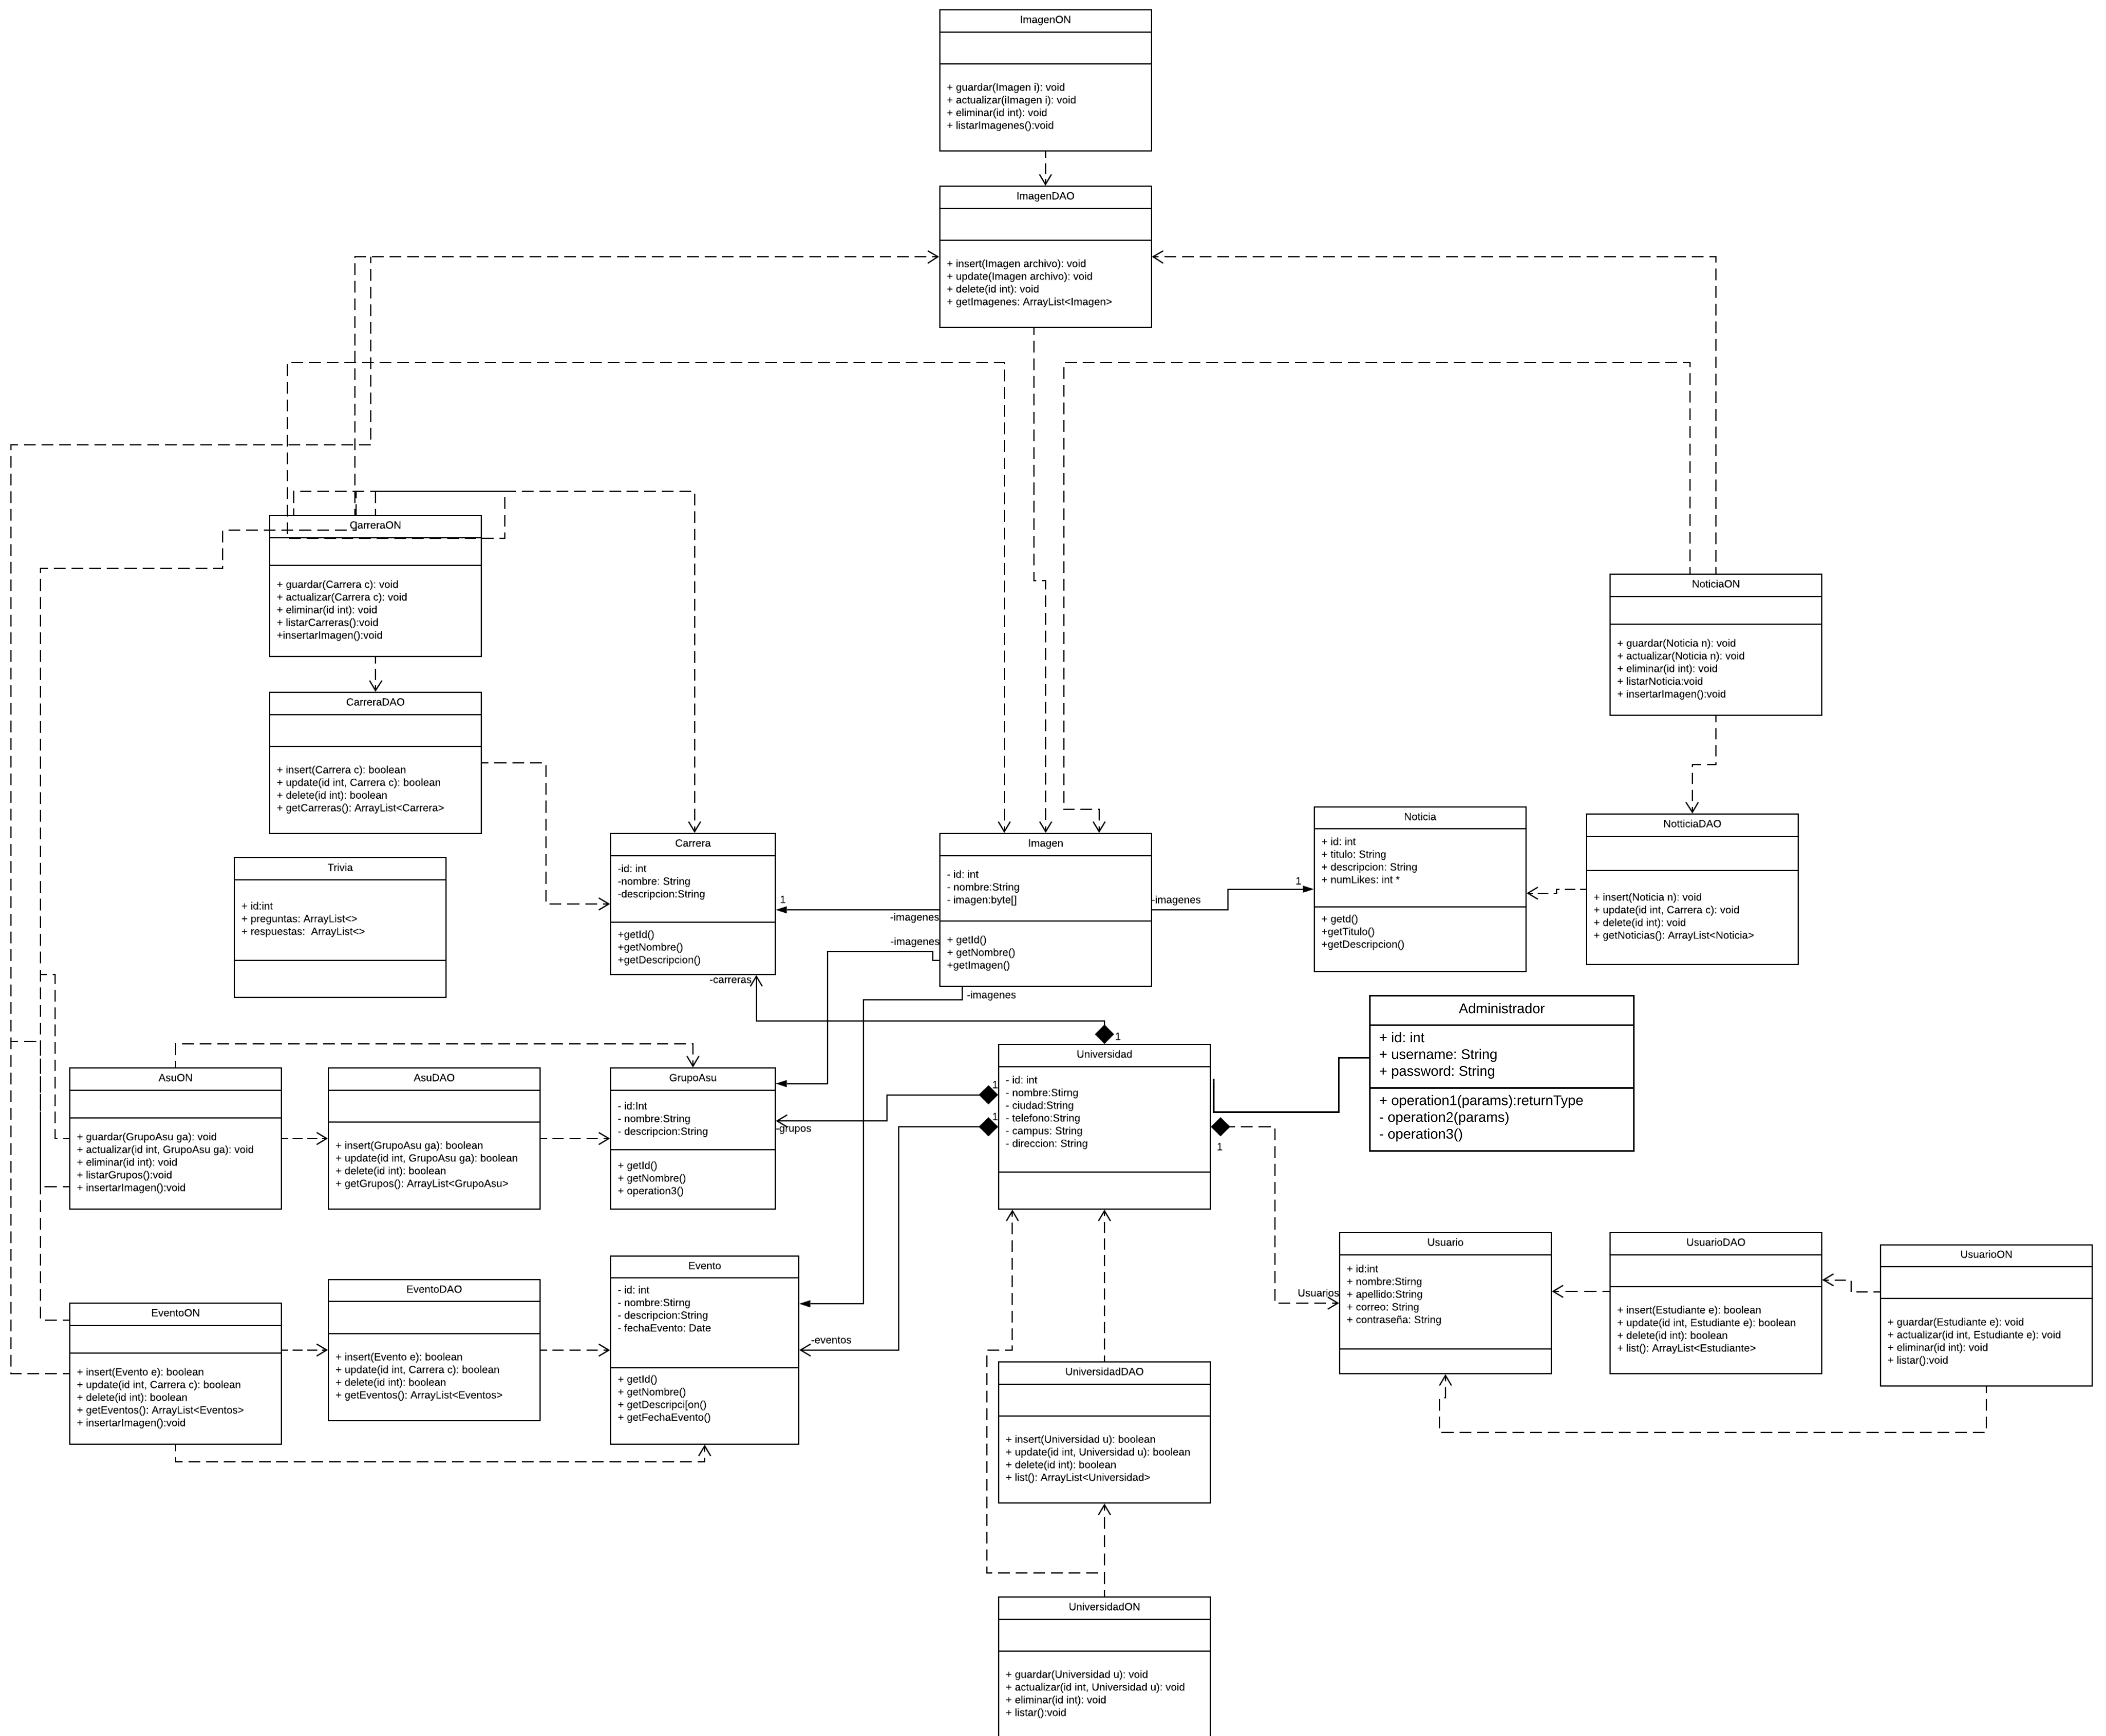 ImagenON
+ guardar(Imagen i): void
+ actualizar(iImagen i): void
+ eliminar(id int): void
+ listarImagenes():void
ImagenDAO
+ insert(Imagen archivo): void
+ update(Imagen archivo): void
+ delete(id int): void
+ getImagenes: ArrayList<Imagen>
CarreraON
+ guardar(Carrera c): void
+ actualizar(Carrera c): void
+ eliminar(id int): void
+ listarCarreras():void
+insertarImagen():void
NoticiaON
+ guardar(Noticia n): void
+ actualizar(Noticia n): void
+ eliminar(id int): void
+ listarNoticia:void
+ insertarImagen():void
CarreraDAO
+ insert(Carrera c): boolean
+ update(id int, Carrera c): boolean
+ delete(id int): boolean
+ getCarreras(): ArrayList<Carrera>
Trivia
+ id:int
+ preguntas: ArrayList<>
+ respuestas:  ArrayList<>
Carrera
-id: int
-nombre: String
-descripcion:String
+getId()
+getNombre()
+getDescripcion()
1
-imagenes
-imagenes
-carreras
Imagen
- id: int
- nombre:String
- imagen:byte[]
+ getId()
+ getNombre()
+getImagen()
-imagenes
-imagenes
1
Noticia
+ id: int
+ titulo: String
+ descripcion: String
+ numLikes: int *
+ getd()
+getTitulo()
+getDescripcion()
NotticiaDAO
+ insert(Noticia n): void
+ update(id int, Carrera c): void
+ delete(id int): void
+ getNoticias(): ArrayList<Noticia>
Administrador
+ id: int
+ username: String
+ password: String
+ operation1(params):returnType
- operation2(params)
- operation3()
AsuON
+ guardar(GrupoAsu ga): void
+ actualizar(id int, GrupoAsu ga): void
+ eliminar(id int): void
+ listarGrupos():void
+ insertarImagen():void
AsuDAO
+ insert(GrupoAsu ga): boolean
+ update(id int, GrupoAsu ga): boolean
+ delete(id int): boolean
+ getGrupos(): ArrayList<GrupoAsu>
GrupoAsu
- id:Int
- nombre:String
- descripcion:String
+ getId()
+ getNombre()
+ operation3()
-grupos
1
1
1
Universidad
- id: int
- nombre:Stirng
- ciudad:String
- telefono:String
- campus: String
- direccion: String
1
EventoON
+ insert(Evento e): boolean
+ update(id int, Carrera c): boolean
+ delete(id int): boolean
+ getEventos(): ArrayList<Eventos>
+ insertarImagen():void
EventoDAO
+ insert(Evento e): boolean
+ update(id int, Carrera c): boolean
+ delete(id int): boolean
+ getEventos(): ArrayList<Eventos>
Evento
- id: int
- nombre:Stirng
- descripcion:String
- fechaEvento: Date
+ getId()
+ getNombre()
+ getDescripci[on()
+ getFechaEvento()
-eventos
Usuarios
Usuario
+ id:int
+ nombre:Stirng
+ apellido:String
+ correo: String
+ contraseña: String
UsuarioDAO
+ insert(Estudiante e): boolean
+ update(id int, Estudiante e): boolean
+ delete(id int): boolean
+ list(): ArrayList<Estudiante>
UsuarioON
+ guardar(Estudiante e): void
+ actualizar(id int, Estudiante e): void
+ eliminar(id int): void
+ listar():void
UniversidadDAO
+ insert(Universidad u): boolean
+ update(id int, Universidad u): boolean
+ delete(id int): boolean
+ list(): ArrayList<Universidad>
UniversidadON
+ guardar(Universidad u): void
+ actualizar(id int, Universidad u): void
+ eliminar(id int): void
+ listar():void